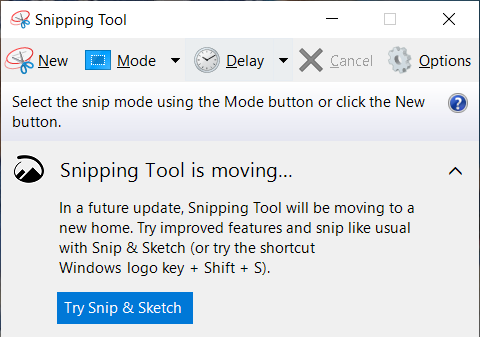 Snipping Tool
New Mode Delay Cancel Options
Select the snip mode using the Mode button or click the New
button.
Snipping Tool is moving...
In a future update, Snipping Tool will be moving to a
new home. Try improved features and snip like usual
with Snip & Sketch (or try the shortcut
Windows logo key + Shift + S).
Try Snip & Sketch